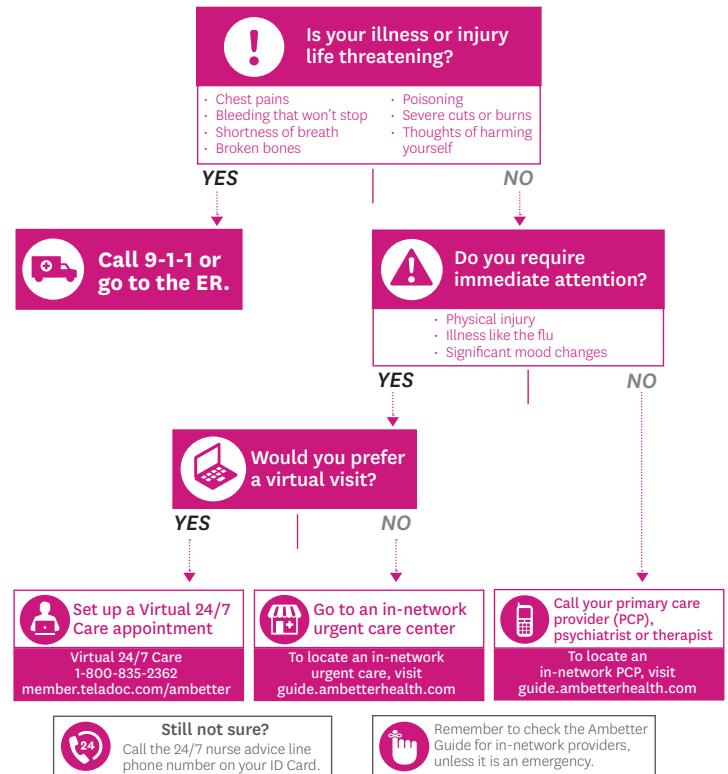 Is your illness or injury
life threatening?
· Chest pains
· Bleeding that won't stop
· Shortness of breath
· Broken bones
· Poisoning
· Severe cuts or burns
· Thoughts of harming
yourself
YES
NO
Call 9-1-1 or
go to the ER.
Do you require
immediate attention?
· Physical injury
· Illness like the flu
· Significant mood changes
YES
NO
Would you prefer
a virtual visit?
YES
NO
Set up a Virtual 24/7
Care appointment
Virtual 24/7 Care
1-800-835-2362
member.teladoc.com/ambetter
Go to an in-network
urgent care center
To locate an in-network
urgent care, visit
guide.ambetterhealth.com
Call your primary care
provider (PCP),
psychiatrist or therapist
To locate an
in-network PCP, visit
guide.ambetterhealth.com
24
Still not sure?
Call the 24/7 nurse advice line
phone number on your ID Card.
Remember to check the Ambetter
Guide for in-network providers,
unless it is an emergency.